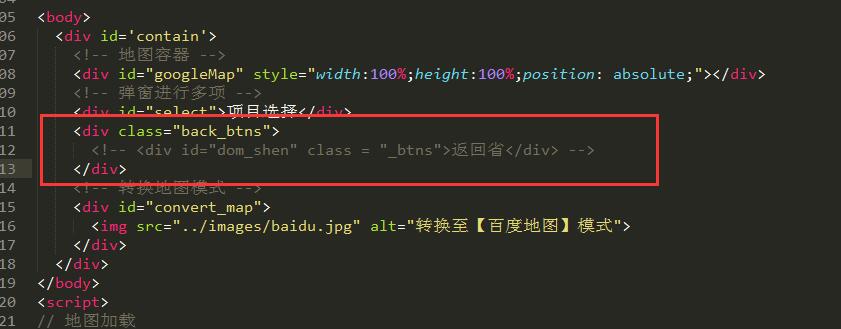 05 <body>
06 <div id='contain'>
07 <!-- 地图容器 -->
08 <div id="googleMap" style="width:100%;height:100%;position: absolute;"></div>
09 <!-- 弹窗进行多项 -->
10 <div id="select">项目选择</div>
11 <div class="back_btns">
12 <!-- <div id="dom_shen" class = "_btns">返回省</div> -->
13 </div>
14 <!-- 转换地图模式 -->
15 <div id="convert_map">
16 <img src="../images/baidu.jpg" alt="转换至【百度地图】模式">
17 </div>
18 </div>
19 </body>
20 <script>
21 // 地图加载